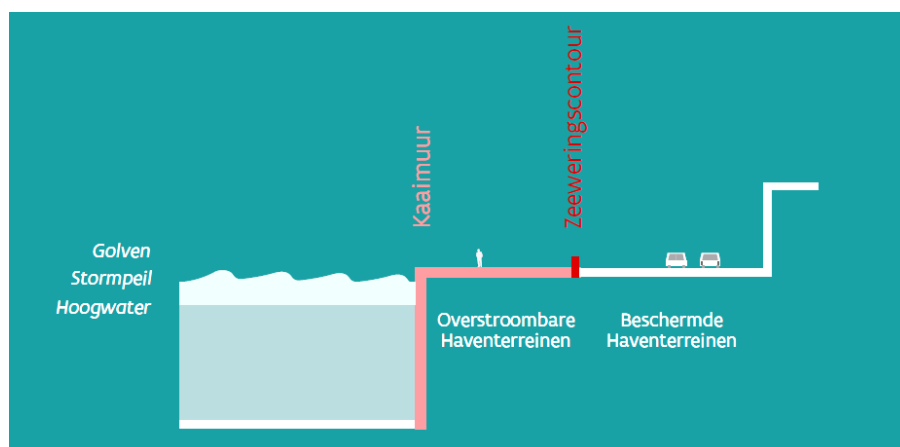 Kaaimuur
Zeeweringscontour
Golven
Stormpeil
Hoogwater
Overstroombare
Haventerreinen
Beschermde
Haventerreinen